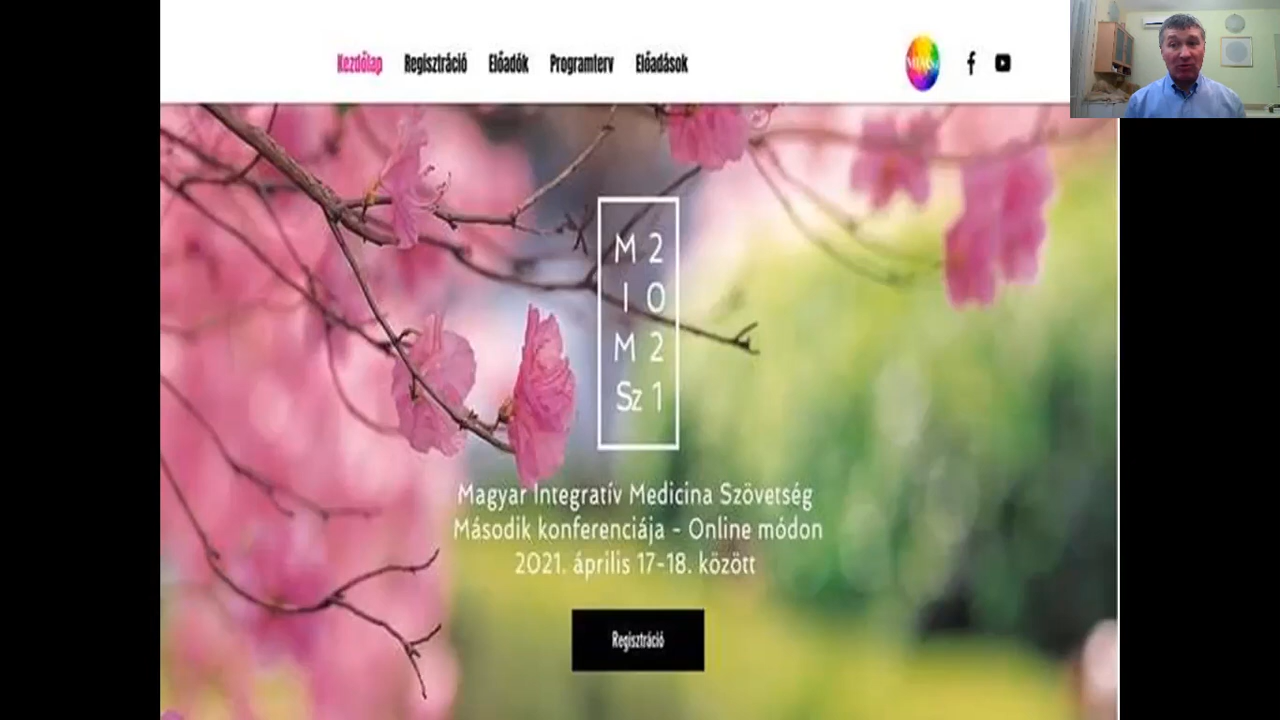 Kezdőlap Regisztráció Előadók Programterv Előadások
MIMSz
M 2
I 0
M 2
Sz 1
Magyar Integratív Medicina Szövetség
Második konferenciája - Online módon
2021. április 17-18. között
Regisztráció